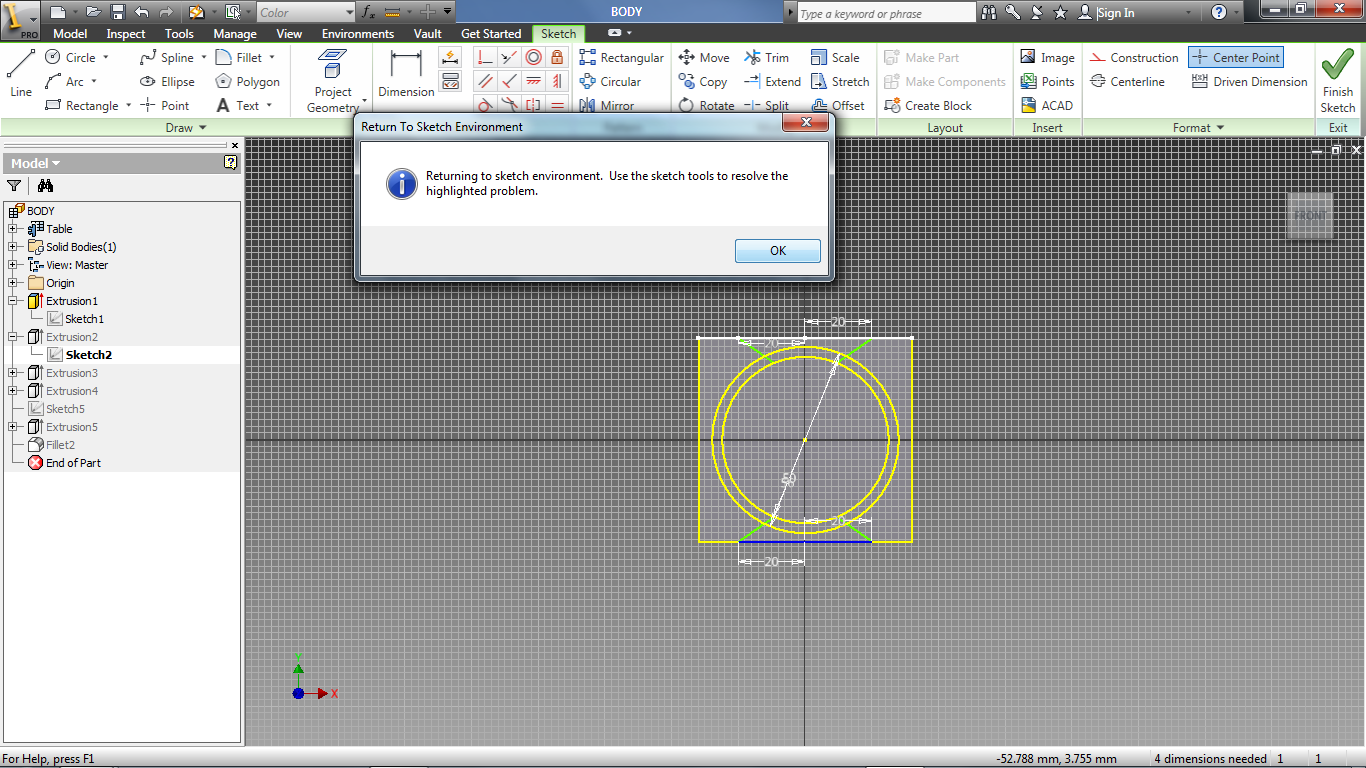 PRO Color BODY Type a keyword or phrase Sign In
Model Inspect Tools Manage View Environments Vault Get Started Sketch
Circle Spline Fillet Rectangular Move Trim Scale Make Part Image Construction Center Point
Line Arc Ellipse Polygon Project Geometry Dimension Circular Copy Extend Stretch Make Components Points Centerline Driven Dimension Finish Sketch
Rectangle Point Text Mirror Rotate Split Offset Create Block ACAD
Draw Layout Insert Format Exit
Return To Sketch Environment
Returning to sketch environment. Use the sketch tools to resolve the
highlighted problem.
OK
Model
BODY
Table
Solid Bodies(1)
View: Master
Origin
Extrusion1
Sketch1
Extrusion2
Sketch2
Extrusion3
Extrusion4
Sketch5
Extrusion5
Fillet2
End of Part
FRONT
20
20
20
20
Y
X
For Help, press F1 -52.788 mm, 3.755 mm 4 dimensions needed 1 1